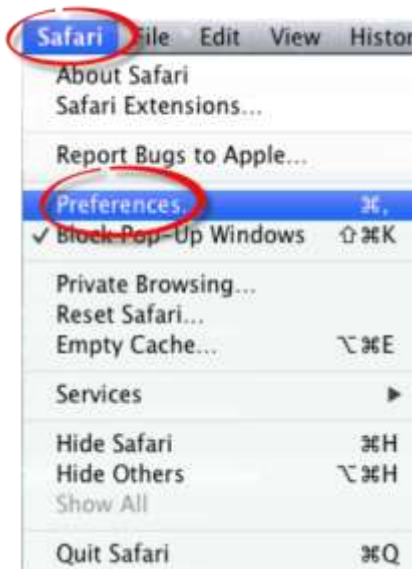 Safari File Edit View Histor
About Safari
Safari Extensions...
Report Bugs to Apple...
Preferences. ⌘,
✓ Block Pop-Up Windows ⇧⌘K
Private Browsing...
Reset Safari...
Empty Cache... ⌥⌘E
Services ▶
Hide Safari ⌘H
Hide Others ⌥⌘H
Show All
Quit Safari ⌘Q